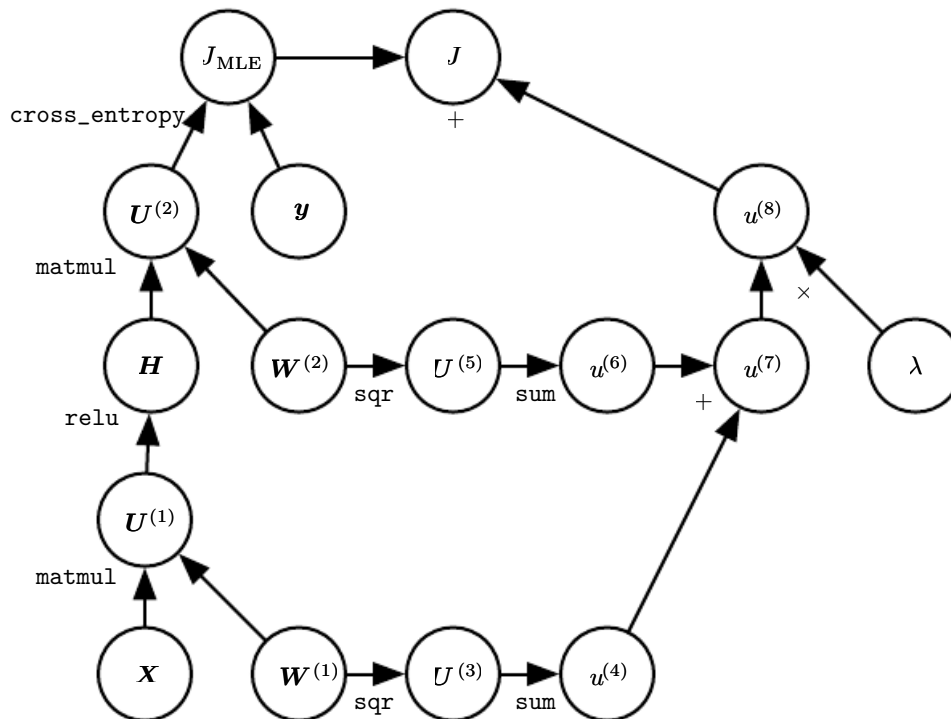 J_MLE J
cross_entropy +
U^(2) y u^(8)
matmul ×
H W^(2) U^(5) u^(6) u^(7) λ
sqr sum +
relu
U^(1)
matmul
X W^(1) U^(3) u^(4)
sqr sum